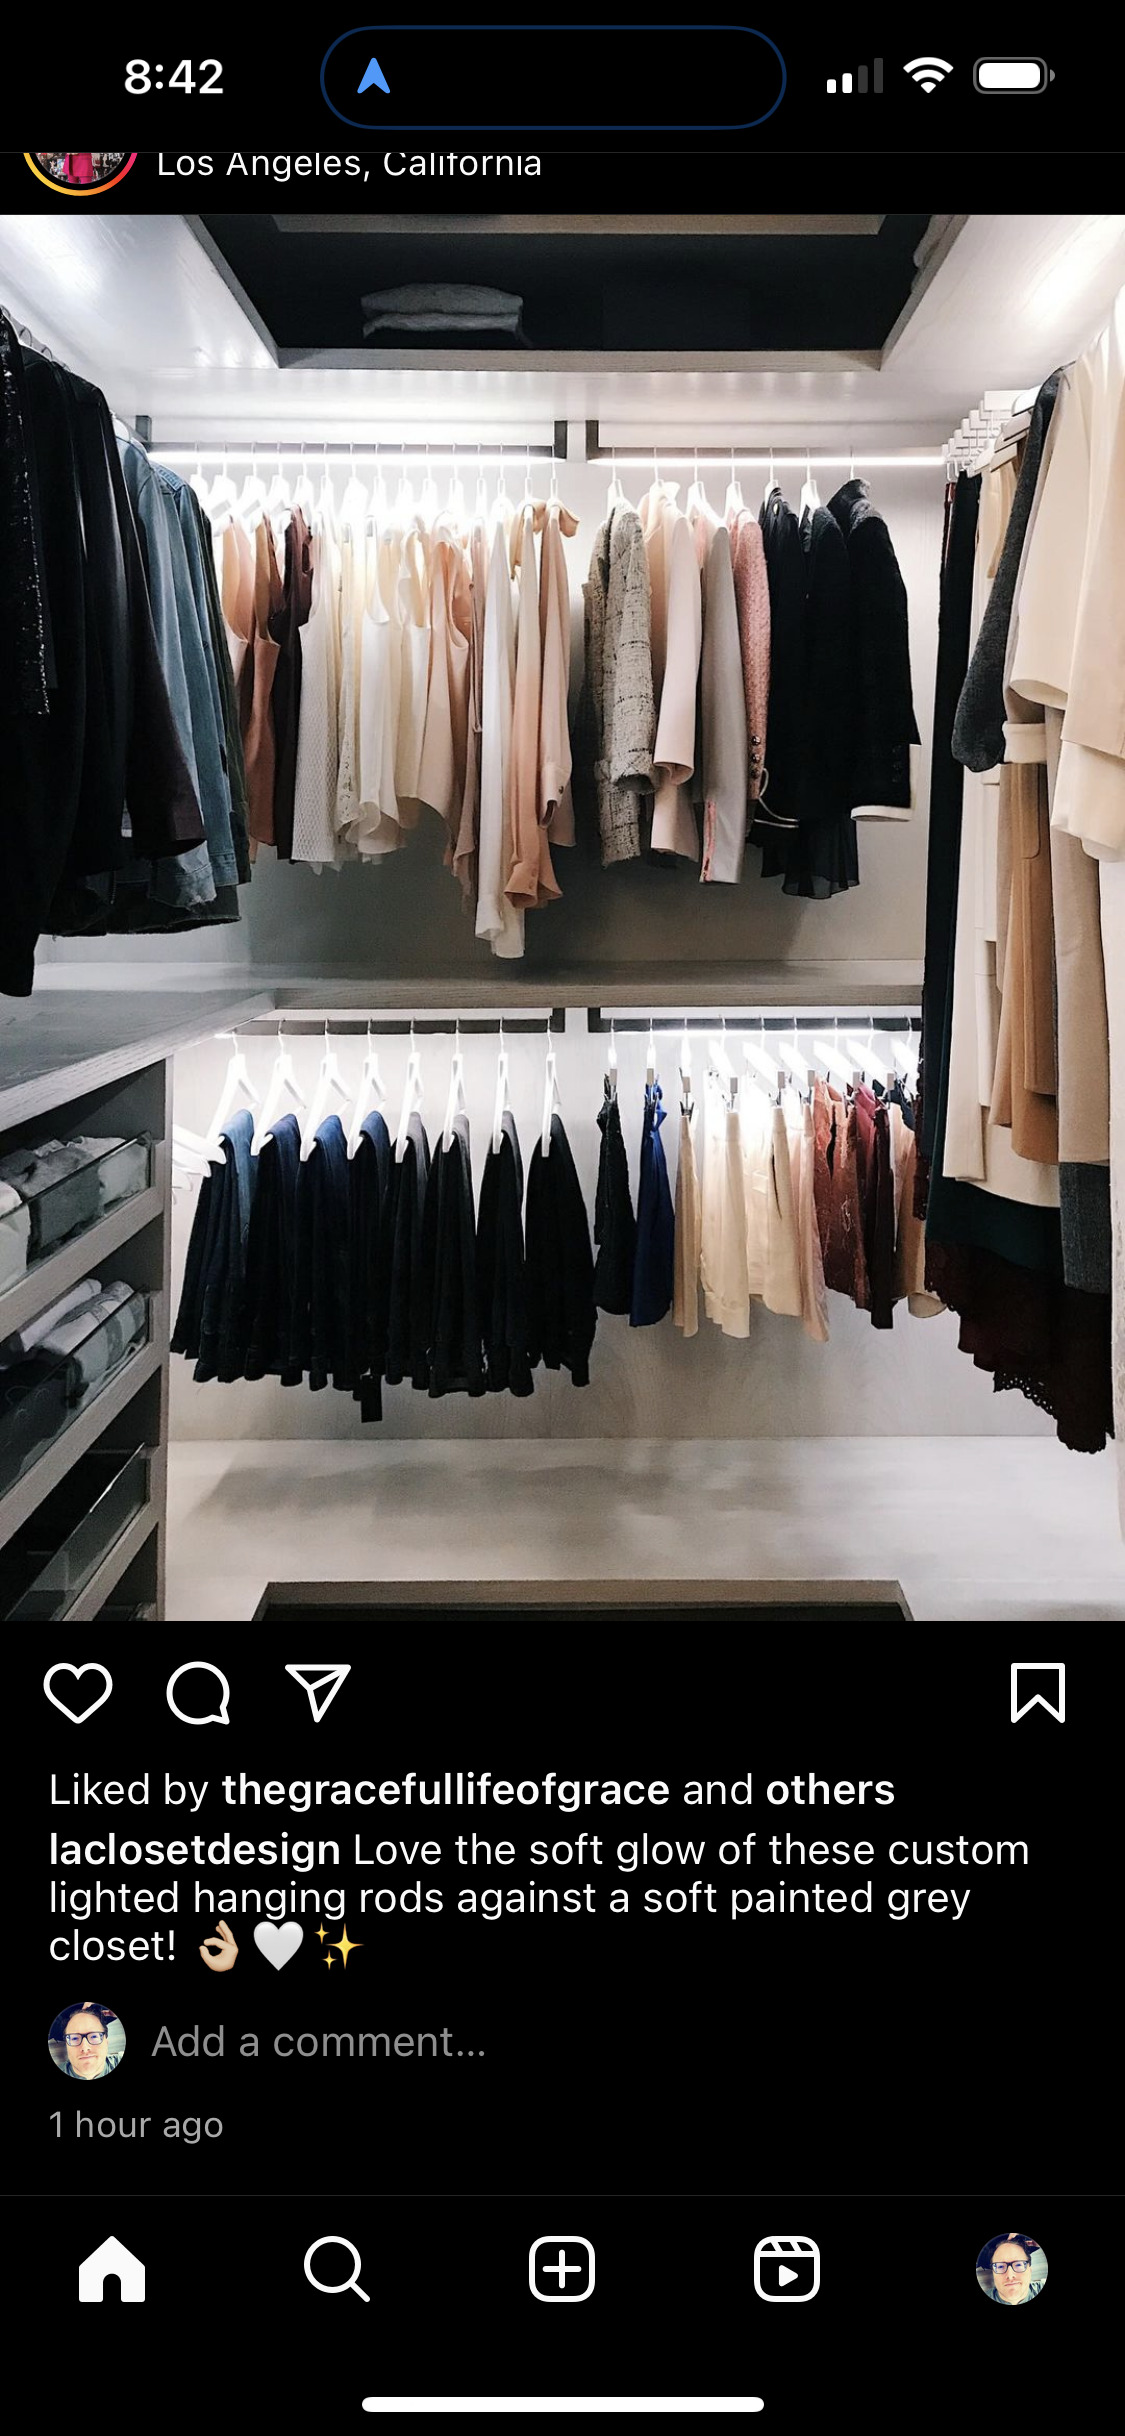 8:42
Los Angeles, California
Liked by thegracefullifeofgrace and others
laclosetdesign Love the soft glow of these custom
lighted hanging rods against a soft painted grey
closet! 👌🏼🤍✨
Add a comment...
1 hour ago